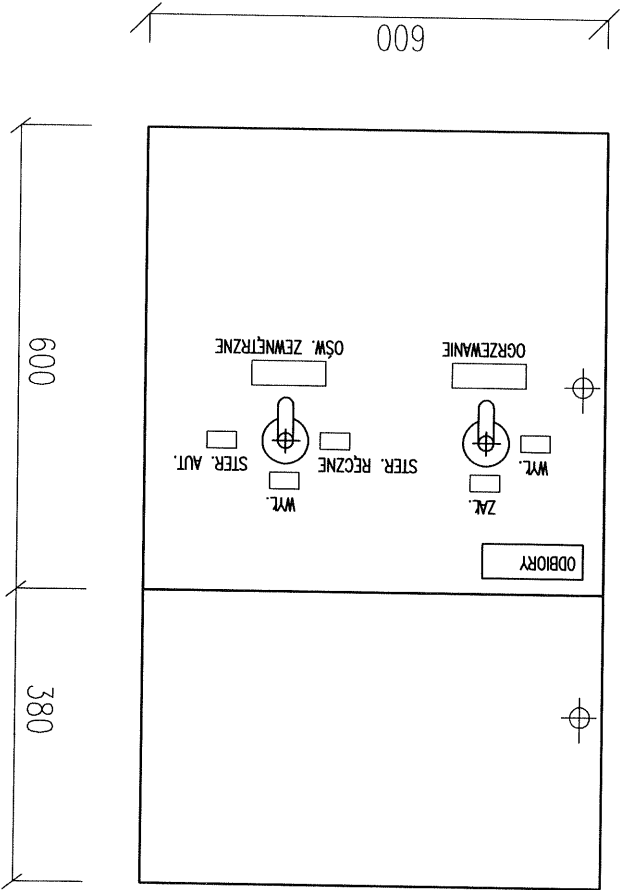 ODBIORY
ZAŁ.
WYŁ.
WYŁ.
STER. RĘCZNE
STER. AUT.
OGRZEWANIE
OŚW. ZEWNĘTRZNE
380
600
600